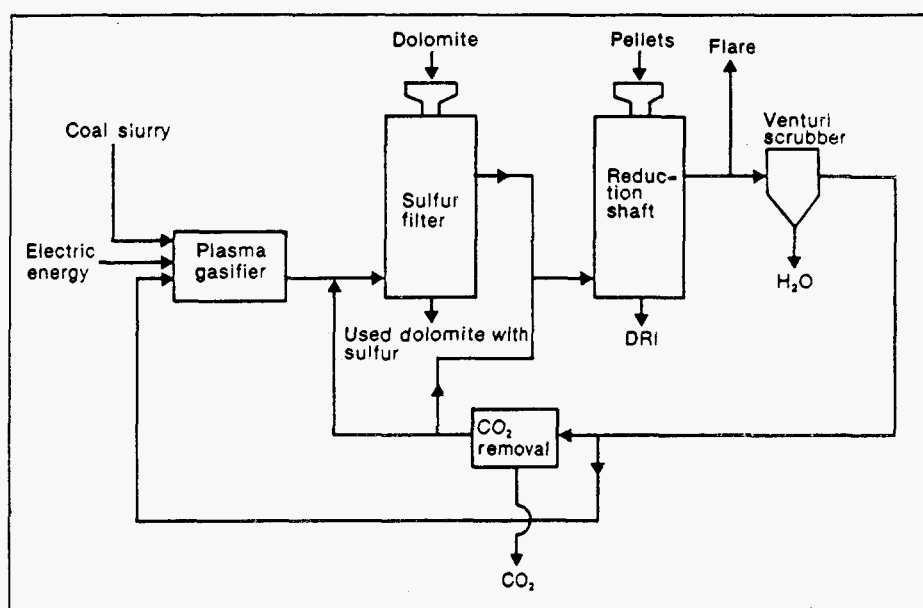 Dolomite
Pellets
Flare
Coal slurry
Venturi
scrubber
Sulfur
filter
Reduc-
tion
shaft
Electric
energy
Plasma
gasifier
H₂O
Used dolomite with
sulfur
DRI
CO₂
removal
CO₂